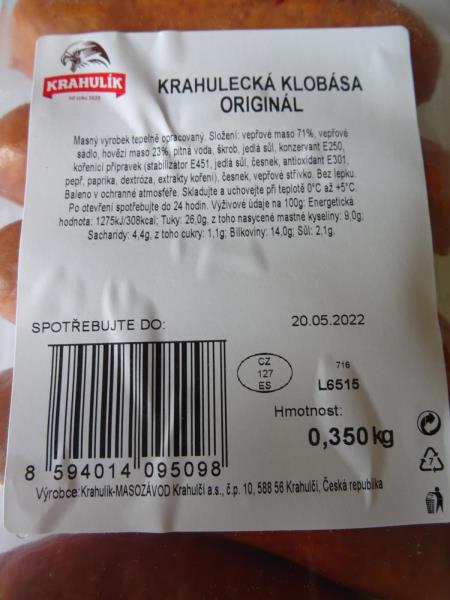 KRAHULÍK
od roku 1628
KRAHULECKÁ KLOBÁSA
ORIGINÁL
Masný výrobek tepelně opracovaný. Složení: vepřové maso 71%, vepřové
sádlo, hovězí maso 23%, pitná voda, škrob, jedlá sůl, konzervant E250,
kořenící přípravek (stabilizátor E451, jedlá sůl, česnek, antioxidant E301,
pepř, paprika, dextróza, extrakty koření), česnek, vepřové střívko. Bez lepku.
Baleno v ochranné atmosféře. Skladujte a uchovejte při teplotě 0°C až +5°C.
Po otevření spotřebujte do 24 hodin. Výživové údaje na 100g: Energetická
hodnota: 1275kJ/308kcal; Tuky: 26,0g, z toho nasycené mastné kyseliny: 9,0g;
Sacharidy: 4,4g, z toho cukry: 1,1g; Bílkoviny: 14,0g; Sůl: 2,1g.
SPOTŘEBUJTE DO:
20.05.2022
CZ
127
ES
716
L6515
Hmotnost:
0,350 kg
8 594014 095098
7
Výrobce: Krahulík-MASOZÁVOD Krahulčí a.s., č.p. 10, 588 56 Krahulčí, Česká republika